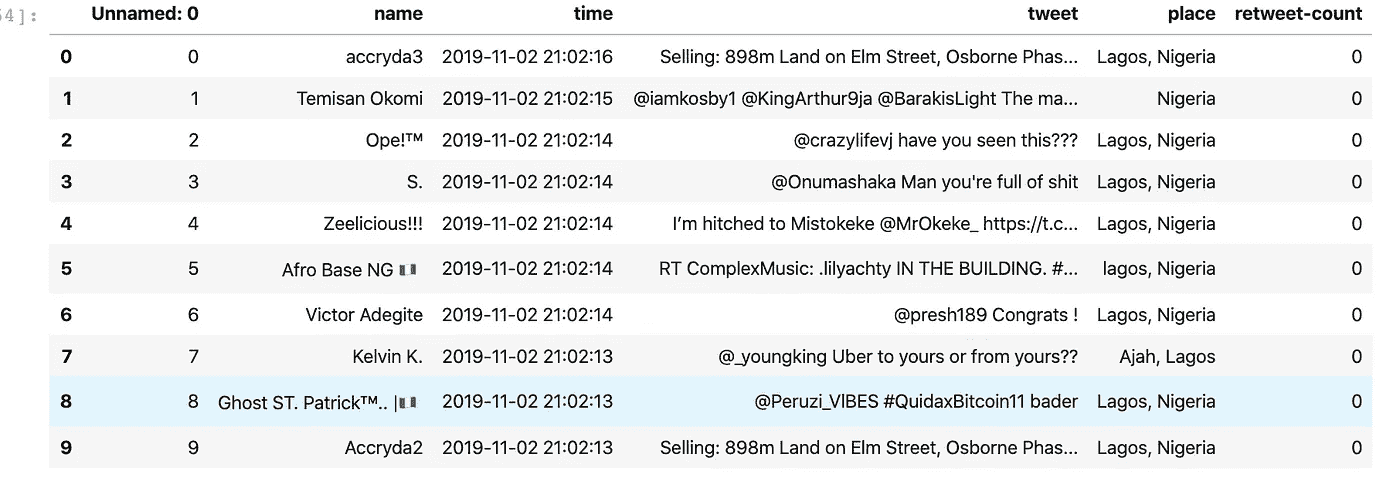 54]: Unnamed: 0 name time tweet place retweet-count
0 0 accryda3 2019-11-02 21:02:16 Selling: 898m Land on Elm Street, Osborne Phas... Lagos, Nigeria 0
1 1 Temisan Okomi 2019-11-02 21:02:15 @iamkosby1 @KingArthur9ja @BarakisLight The ma... Nigeria 0
2 2 Ope!™ 2019-11-02 21:02:14 @crazylifevj have you seen this??? Lagos, Nigeria 0
3 3 S. 2019-11-02 21:02:14 @Onumashaka Man you're full of shit Lagos, Nigeria 0
4 4 Zeelicious!!! 2019-11-02 21:02:14 I’m hitched to Mistokeke @MrOkeke_ https://t.c... Lagos, Nigeria 0
5 5 Afro Base NG 🇳🇬 2019-11-02 21:02:14 RT ComplexMusic: .lilyachty IN THE BUILDING. #... lagos, Nigeria 0
6 6 Victor Adegite 2019-11-02 21:02:14 @presh189 Congrats ! Lagos, Nigeria 0
7 7 Kelvin K. 2019-11-02 21:02:13 @_youngking Uber to yours or from yours?? Ajah, Lagos 0
8 8 Ghost ST. Patrick™.. |🇳🇬 2019-11-02 21:02:13 @Peruzi_VIBES #QuidaxBitcoin11 bader Lagos, Nigeria 0
9 9 Accryda2 2019-11-02 21:02:13 Selling: 898m Land on Elm Street, Osborne Phas... Lagos, Nigeria 0